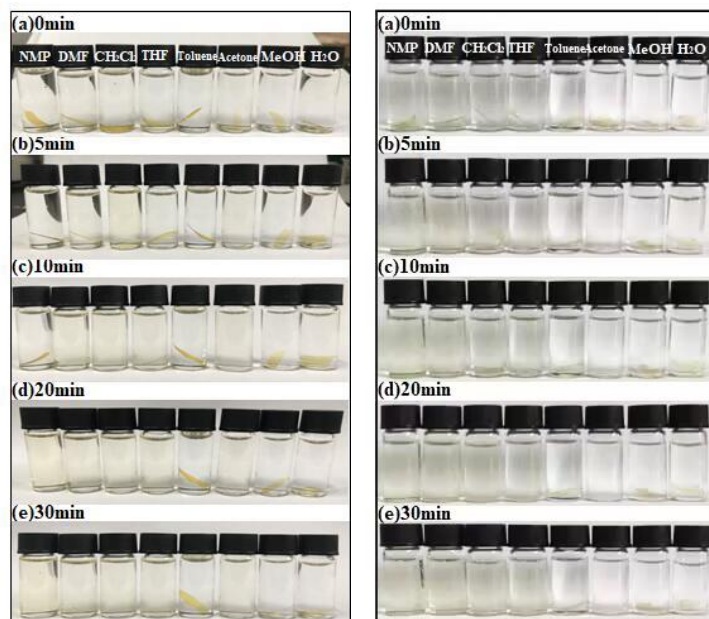 (a)0min
NMP DMF CH2Cl2 THF Toluene Acetone MeOH H2O
(b)5min
(c)10min
(d)20min
(e)30min
(a)0min
NMP DMF CH2Cl2 THF Toluene Acetone MeOH H2O
(b)5min
(c)10min
(d)20min
(e)30min